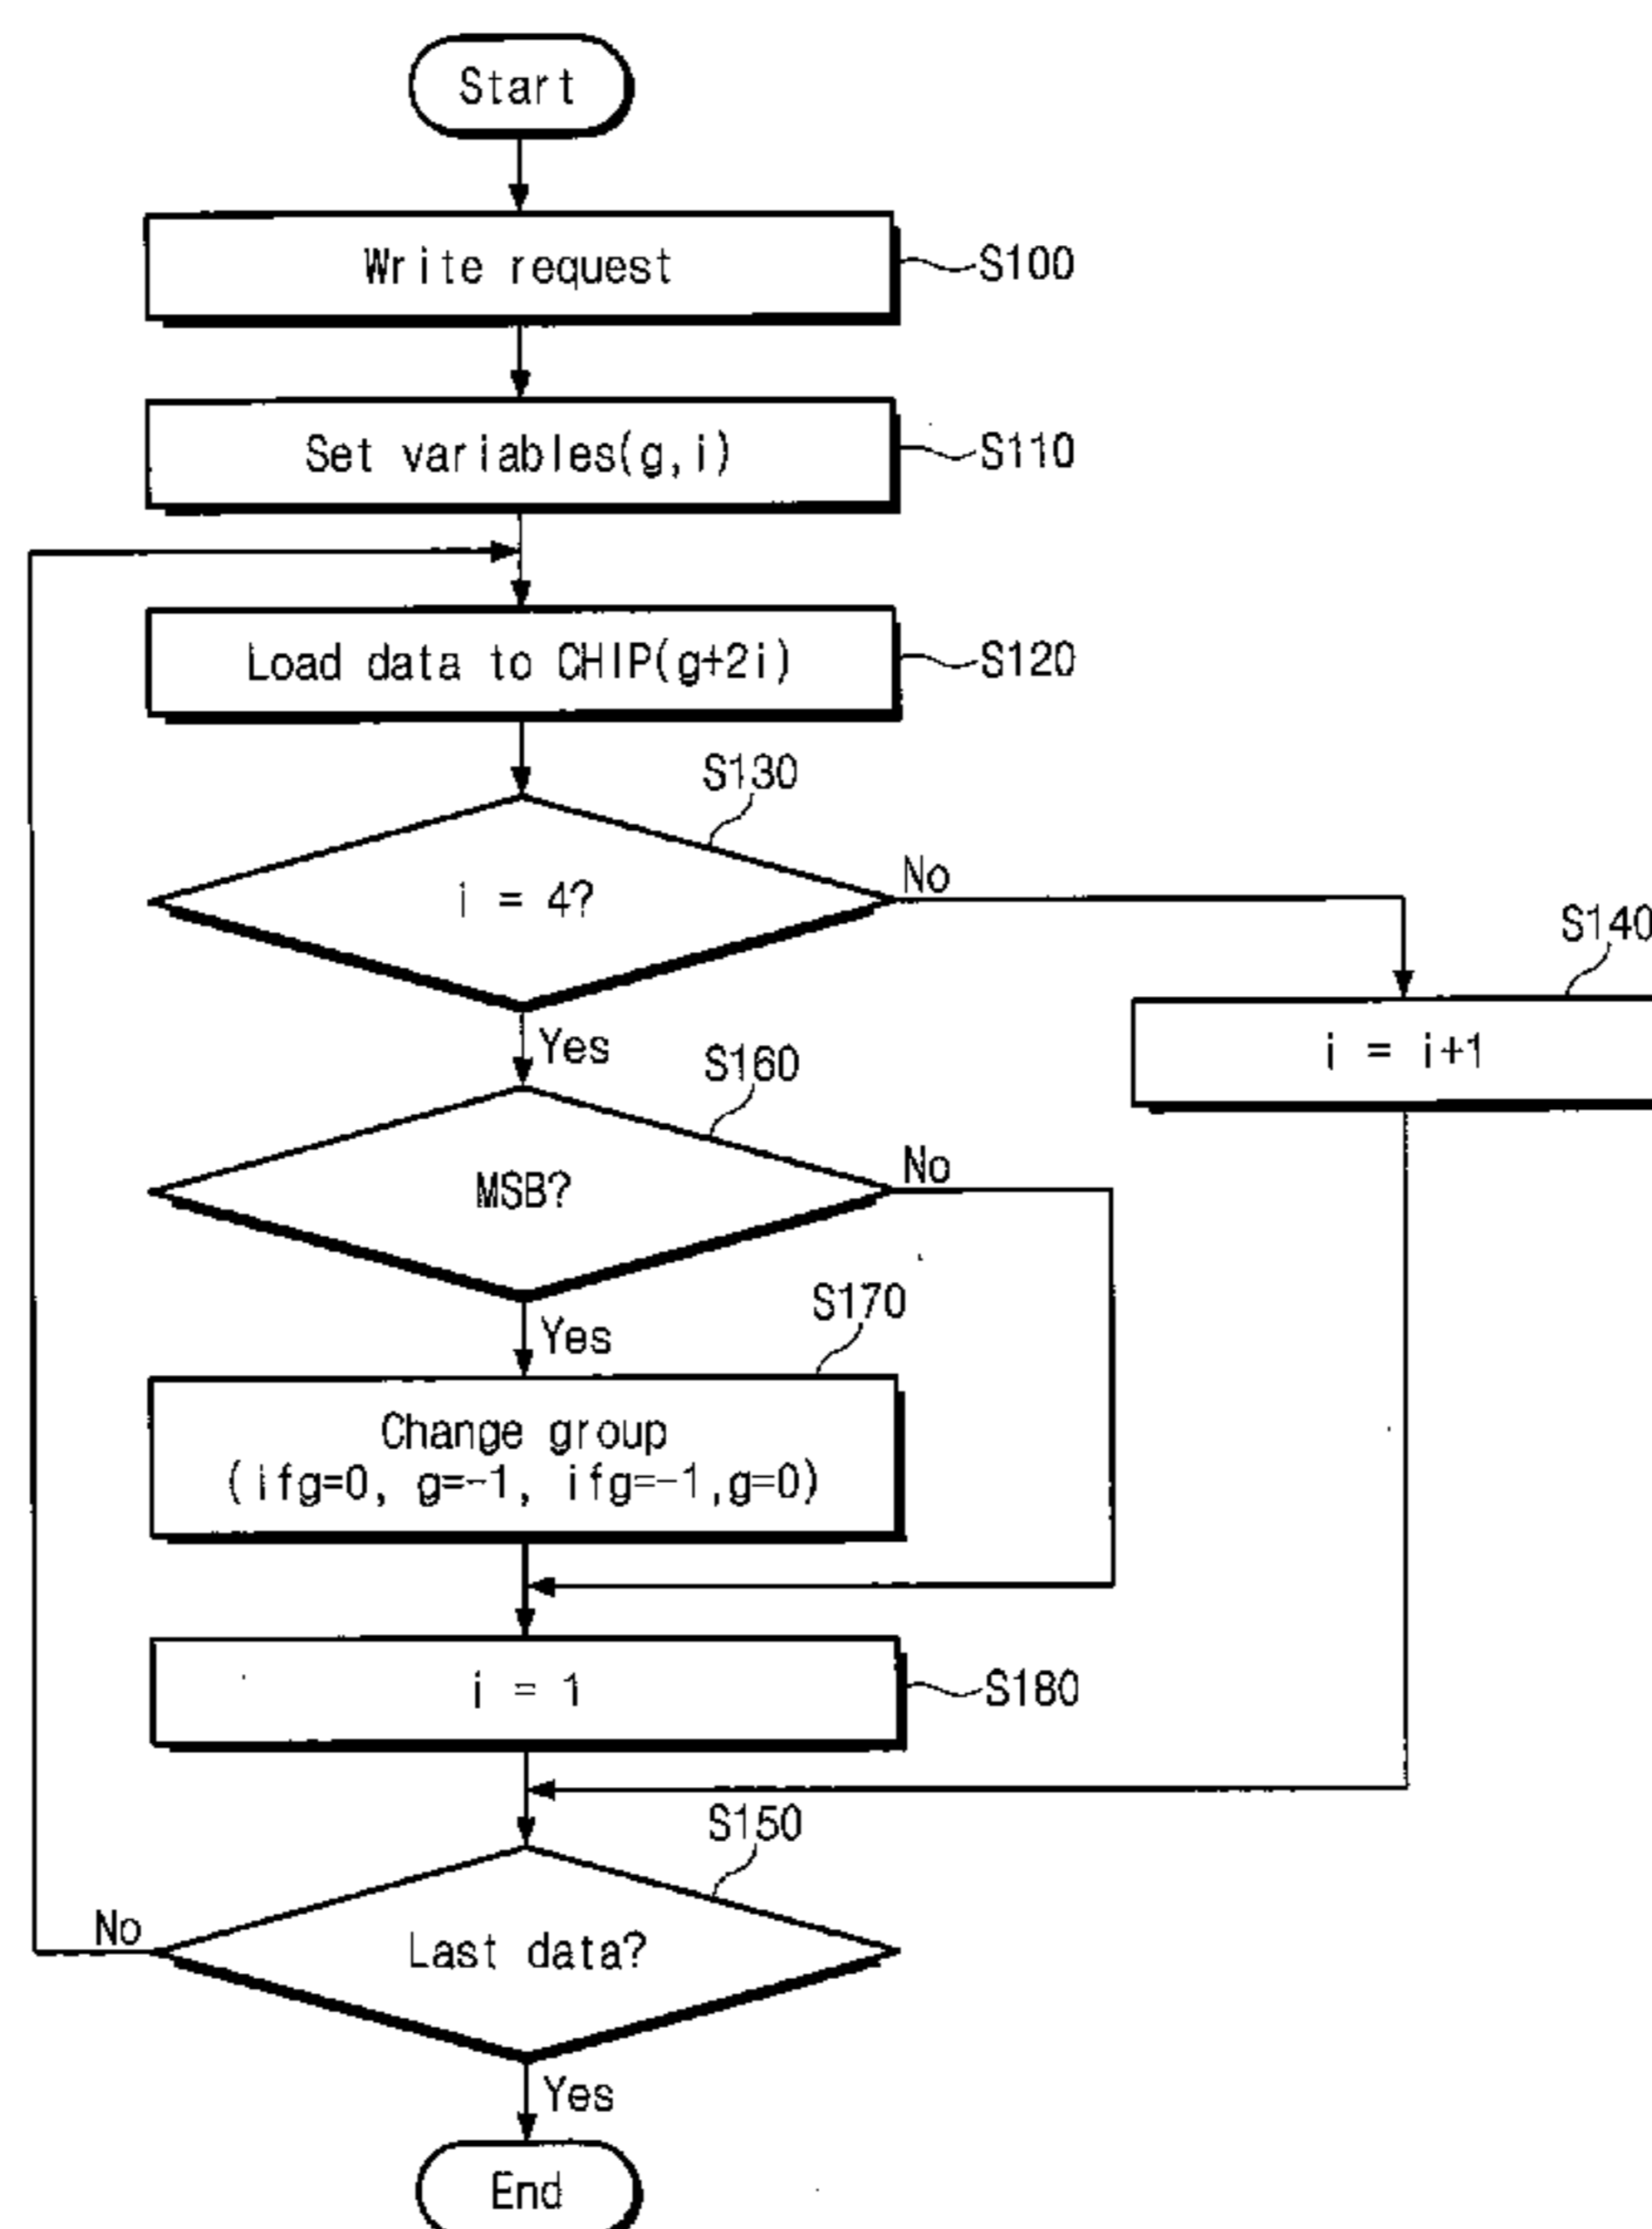 Start
Write request
S100
Set variables(g,i)
S110
Load data to CHIP(g+2i)
S120
S130
i = 4?
No
S140
i = i+1
Yes
S160
MSB?
No
S170
Yes
Change group
(ifg=0, g=-1, ifg=-1,g=0)
i = 1
S180
S150
No
Last data?
Yes
End